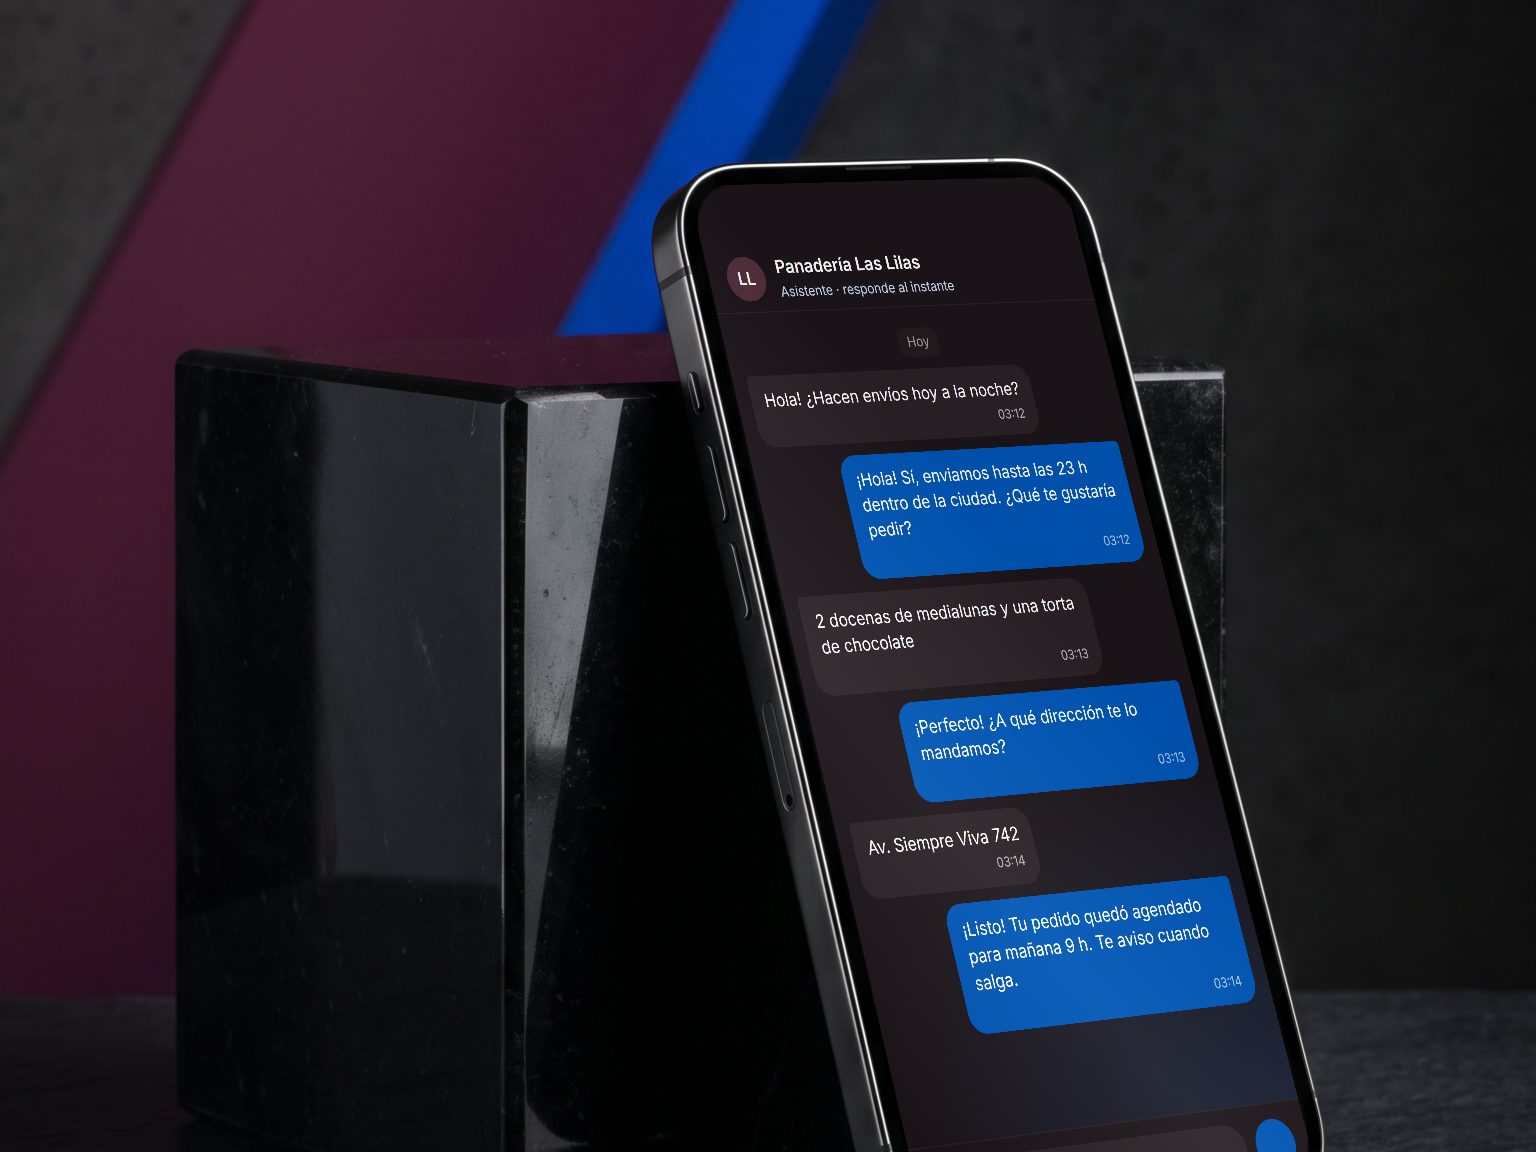 LL
Panadería Las Lilas
Asistente · responde al instante
Hoy
Hola! ¿Hacen envíos hoy a la noche?
03:12
¡Hola! Sí, enviamos hasta las 23 h
dentro de la ciudad. ¿Qué te gustaría
pedir?
03:12
2 docenas de medialunas y una torta
de chocolate
03:13
¡Perfecto! ¿A qué dirección te lo
mandamos?
03:13
Av. Siempre Viva 742
03:14
¡Listo! Tu pedido quedó agendado
para mañana 9 h. Te aviso cuando
salga.
03:14